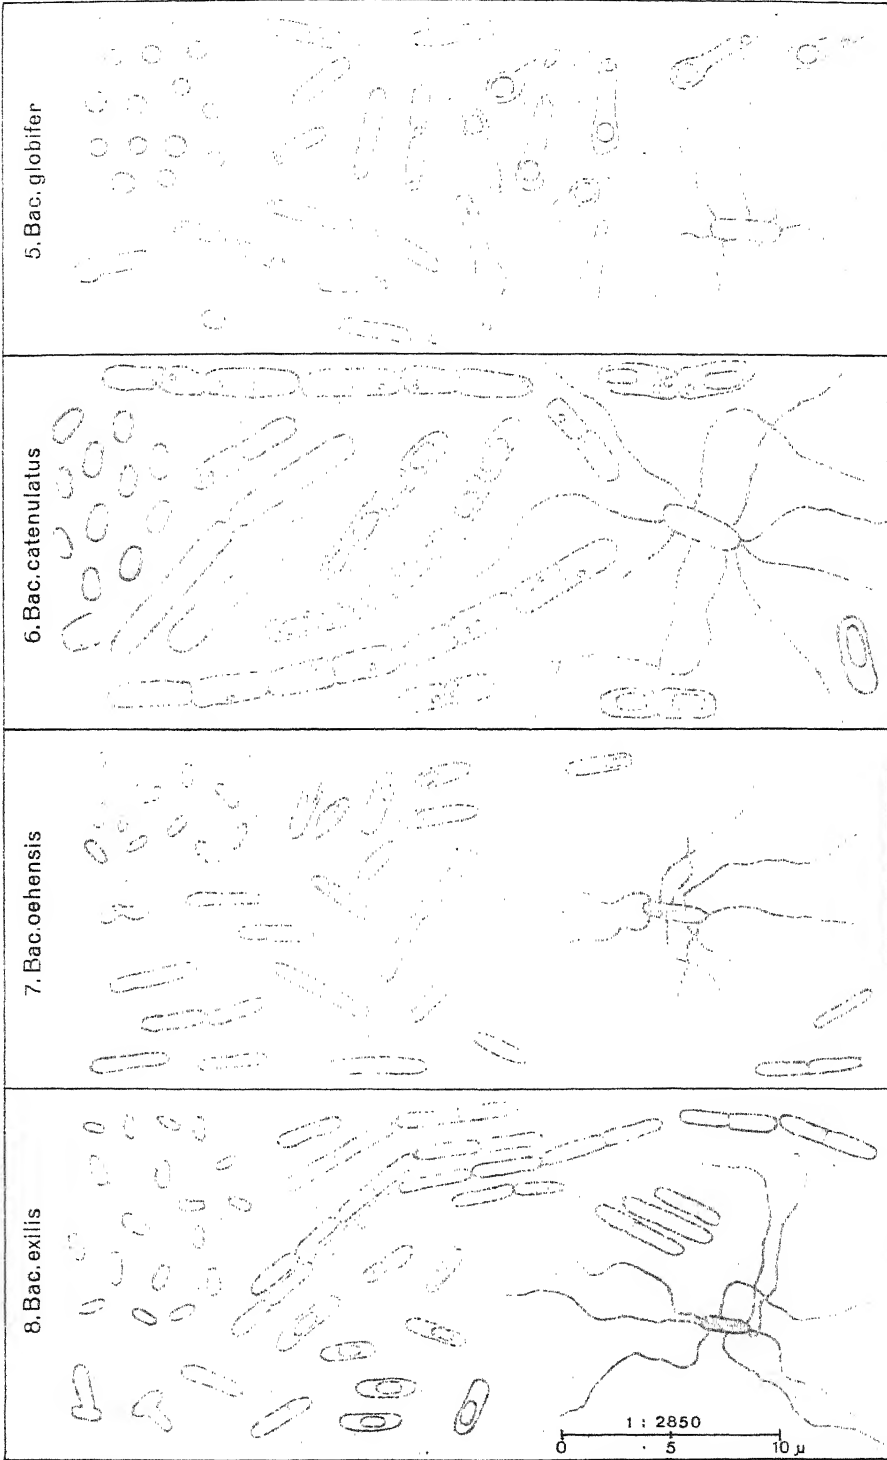 5. Bac. globifer
6. Bac. catenulatus
7. Bac. oehensis
8. Bac. exilis
1 : 2850
0 5 10 µ